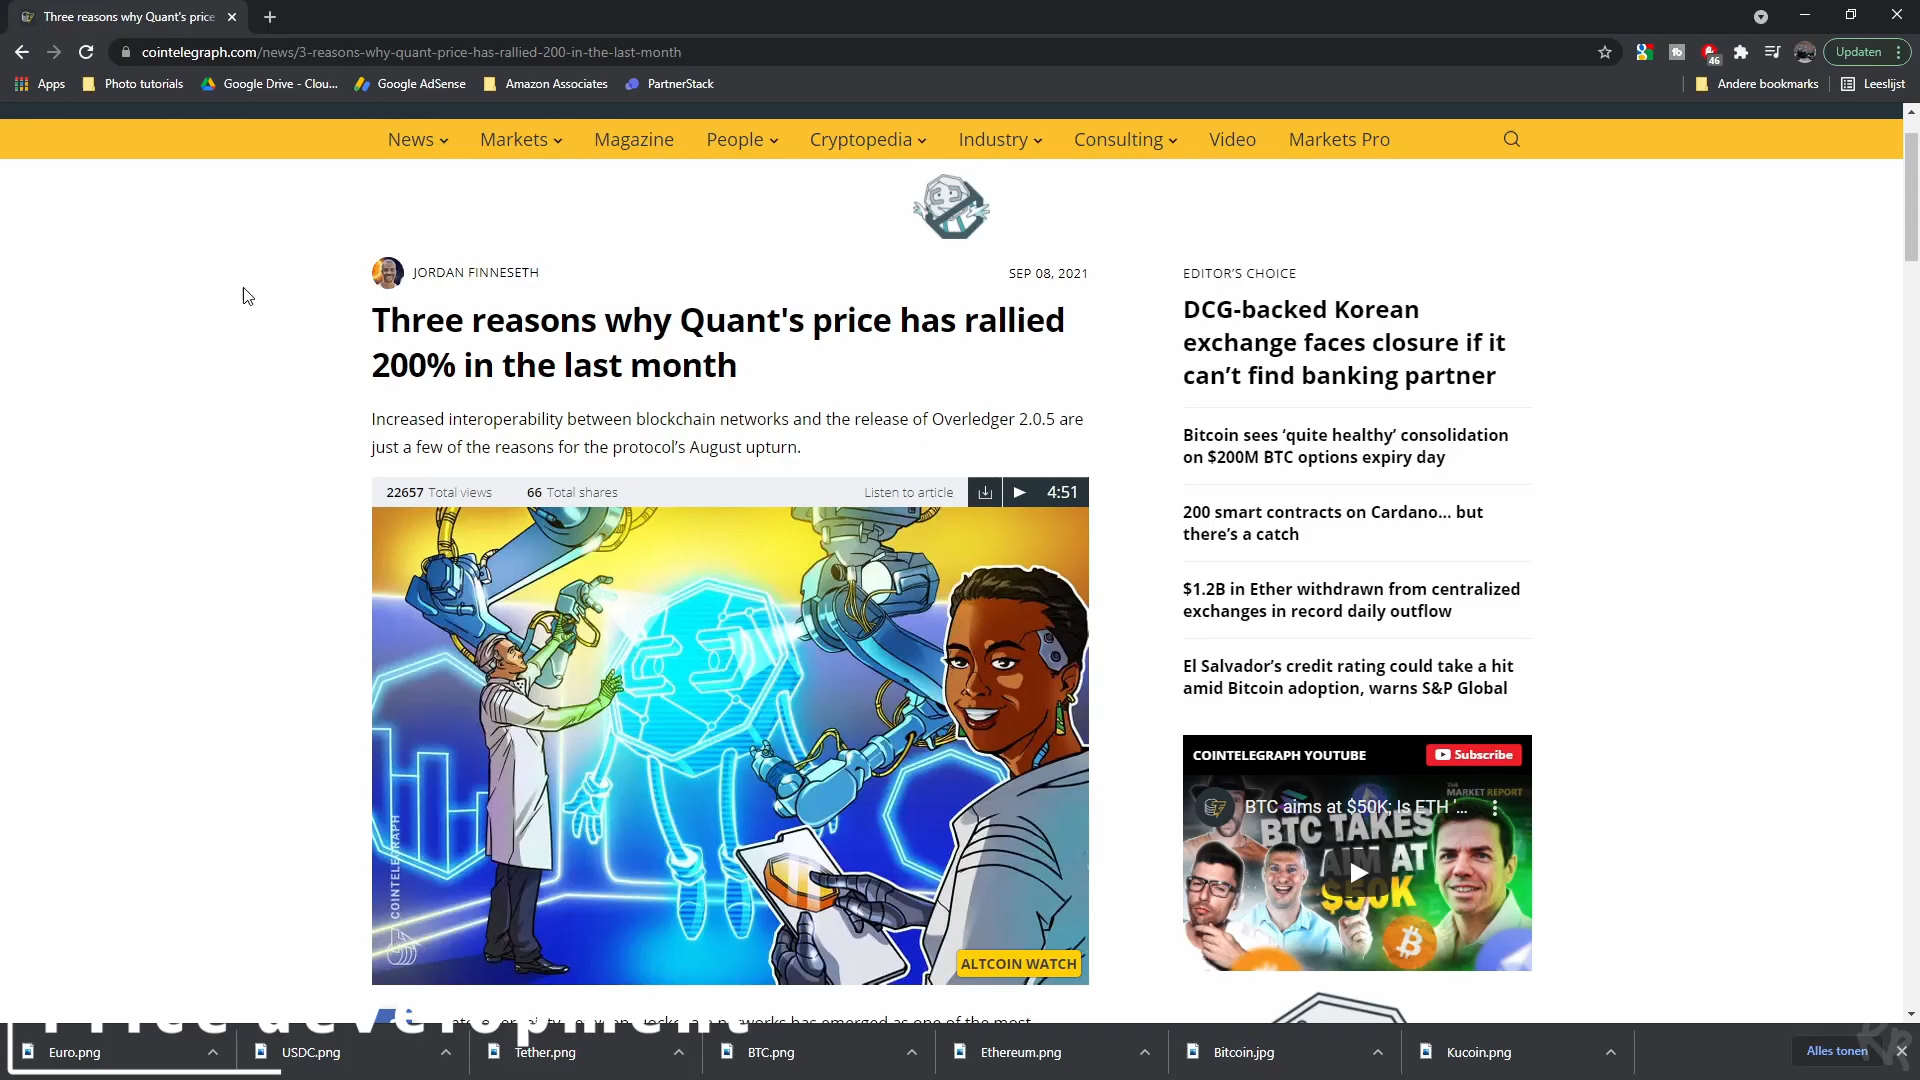 Three reasons why Quant's price
cointelegraph.com/news/3-reasons-why-quant-price-has-rallied-200-in-the-last-month
46
Updaten
Apps
Photo tutorials
Google Drive - Clou...
Google AdSense
Amazon Associates
PartnerStack
Andere bookmarks
Leeslijst
News
Markets
Magazine
People
Cryptopedia
Industry
Consulting
Video
Markets Pro
JORDAN FINNESETH
SEP 08, 2021
Three reasons why Quant's price has rallied
200% in the last month
Increased interoperability between blockchain networks and the release of Overledger 2.0.5 are
just a few of the reasons for the protocol's August upturn.
22657 Total views
66 Total shares
Listen to article
4:51
COINTELEGRAPH
ALTCOIN WATCH
EDITOR'S CHOICE
DCG-backed Korean
exchange faces closure if it
can't find banking partner
Bitcoin sees 'quite healthy' consolidation
on $200M BTC options expiry day
200 smart contracts on Cardano... but
there's a catch
$1.2B in Ether withdrawn from centralized
exchanges in record daily outflow
El Salvador's credit rating could take a hit
amid Bitcoin adoption, warns S&P Global
COINTELEGRAPH YOUTUBE
Subscribe
THE
MARKET REPORT
BTC aims at $50K; Is ETH '...
BTC TAKES
AIM AT
$50K
Price development
Euro.png
USDC.png
Tether.png
BTC.png
Ethereum.png
Bitcoin.jpg
Kucoin.png
Alles tonen